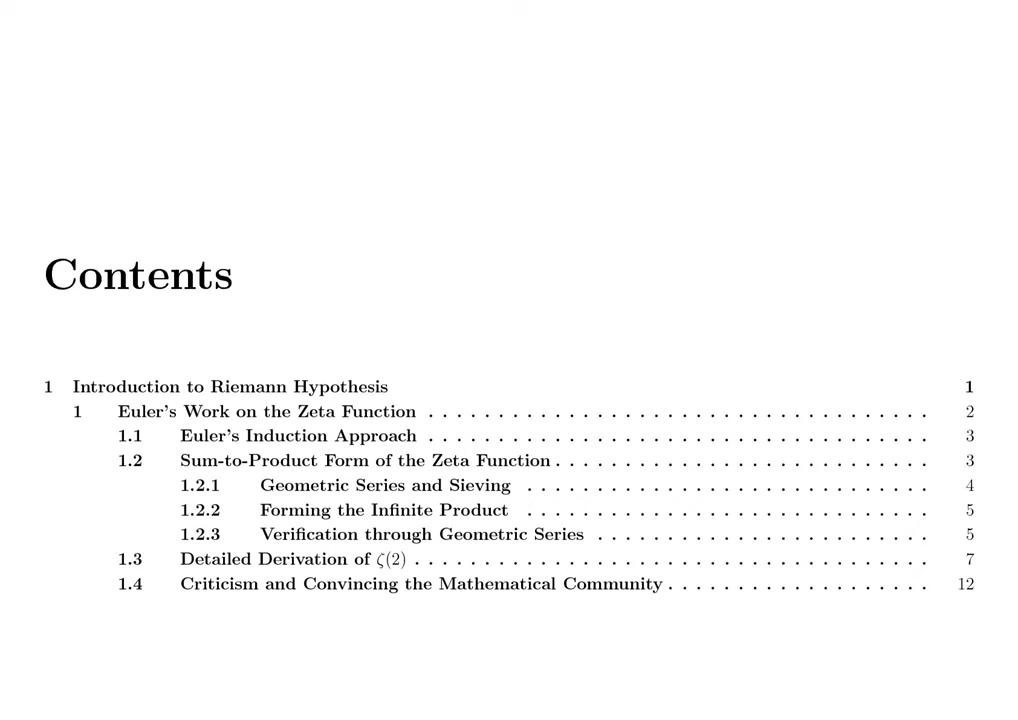 Contents
1 Introduction to Riemann Hypothesis 1
1 Euler's Work on the Zeta Function . . . . . . . . . . . . . . . . . . . . . . . . . . . . . . . . . . . . 2
1.1 Euler's Induction Approach . . . . . . . . . . . . . . . . . . . . . . . . . . . . . . . . . . . . 3
1.2 Sum-to-Product Form of the Zeta Function . . . . . . . . . . . . . . . . . . . . . . . . . . . 3
1.2.1 Geometric Series and Sieving . . . . . . . . . . . . . . . . . . . . . . . . . . . . . 4
1.2.2 Forming the Infinite Product . . . . . . . . . . . . . . . . . . . . . . . . . . . . . 5
1.2.3 Verification through Geometric Series . . . . . . . . . . . . . . . . . . . . . . . . 5
1.3 Detailed Derivation of ζ(2) . . . . . . . . . . . . . . . . . . . . . . . . . . . . . . . . . . . . . 7
1.4 Criticism and Convincing the Mathematical Community . . . . . . . . . . . . . . . . . . . 12